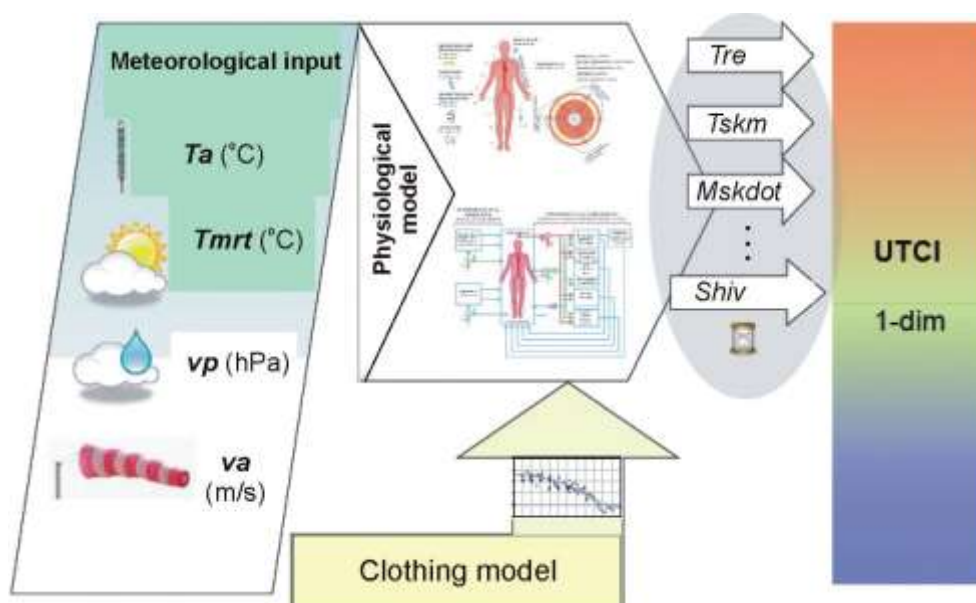 Meteorological input
Ta (°C)
Tmrt (°C)
vp (hPa)
va
(m/s)
Physiological
model
Tre
Tskm
Mskdot
Shiv
UTCI
1-dim
Clothing model